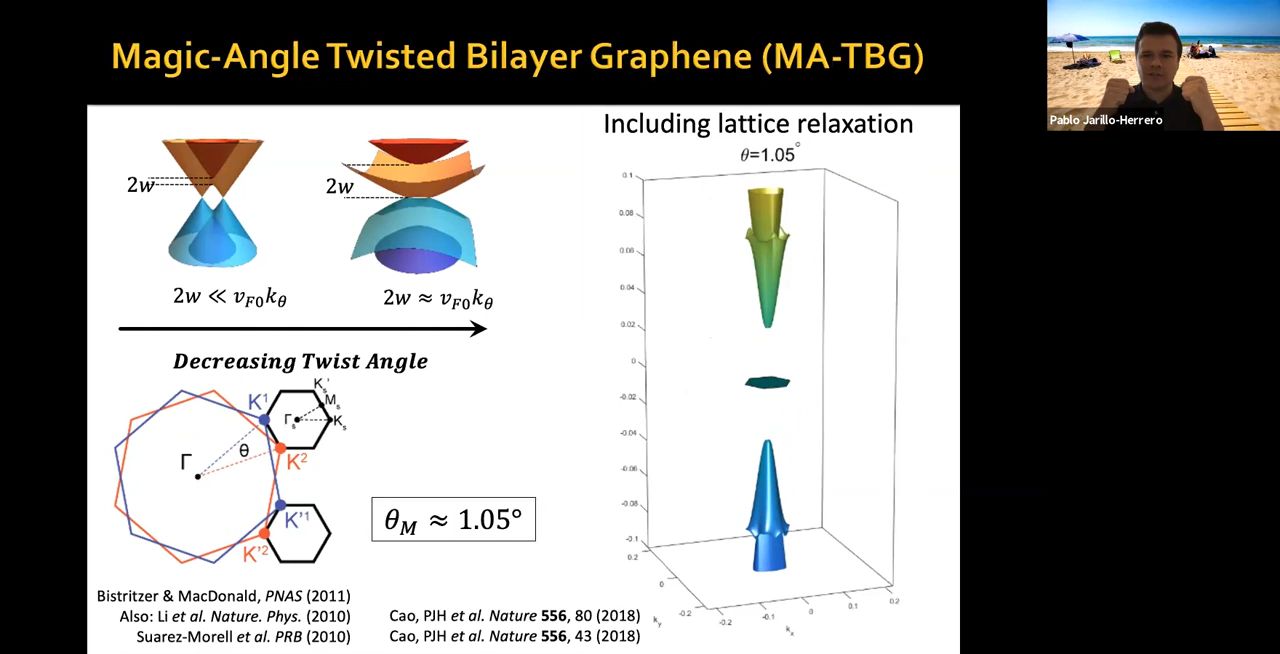 Magic-Angle Twisted Bilayer Graphene (MA-TBG)
Pablo Jarillo-Herrero
Including lattice relaxation
θ=1.05°
2w
2w
2w ≪ v_F0 k_θ
2w ≈ v_F0 k_θ
Decreasing Twist Angle
K¹
K_s'
M_s
Γ_s
K_s
θ
Γ
K²
K'¹
K'²
θ_M ≈ 1.05°
0.1
0.08
0.06
0.04
0.02
0
-0.02
-0.04
-0.06
-0.08
-0.1
0.2
0
-0.2
k_y
-0.2
-0.1
0
0.1
0.2
k_x
Bistritzer & MacDonald, PNAS (2011)
Also: Li et al. Nature. Phys. (2010)
Suarez-Morell et al. PRB (2010)
Cao, PJH et al. Nature 556, 80 (2018)
Cao, PJH et al. Nature 556, 43 (2018)